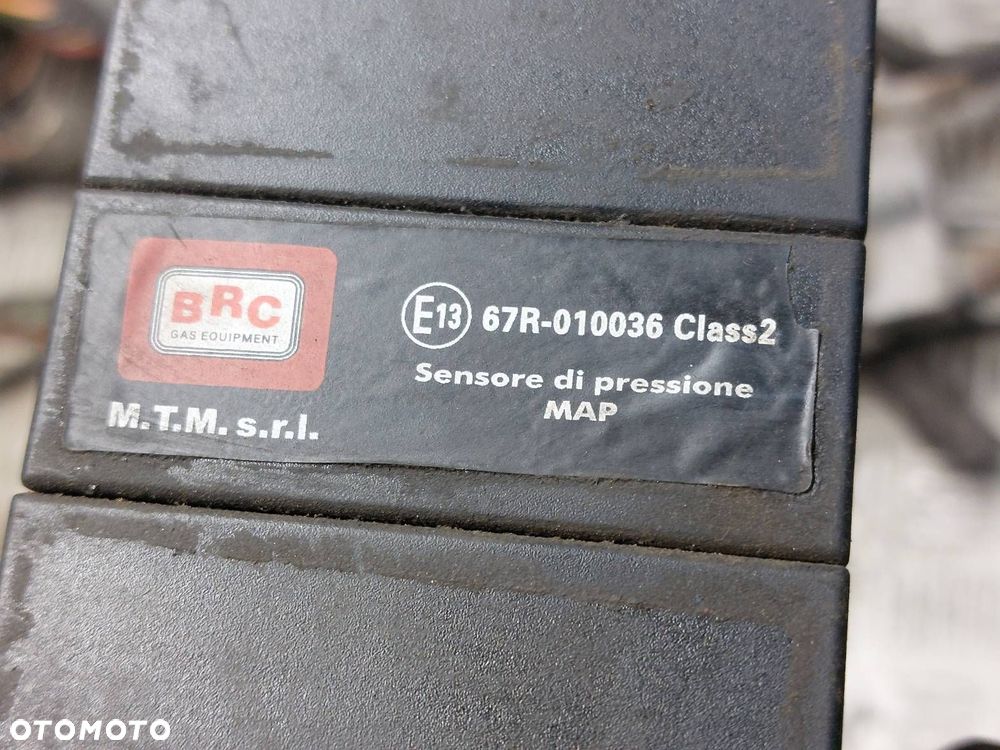 BRC
GAS EQUIPMENT
M.T.M. s.r.l.
E13 67R-010036 Class2
Sensore di pressione
MAP
OTOMOTO